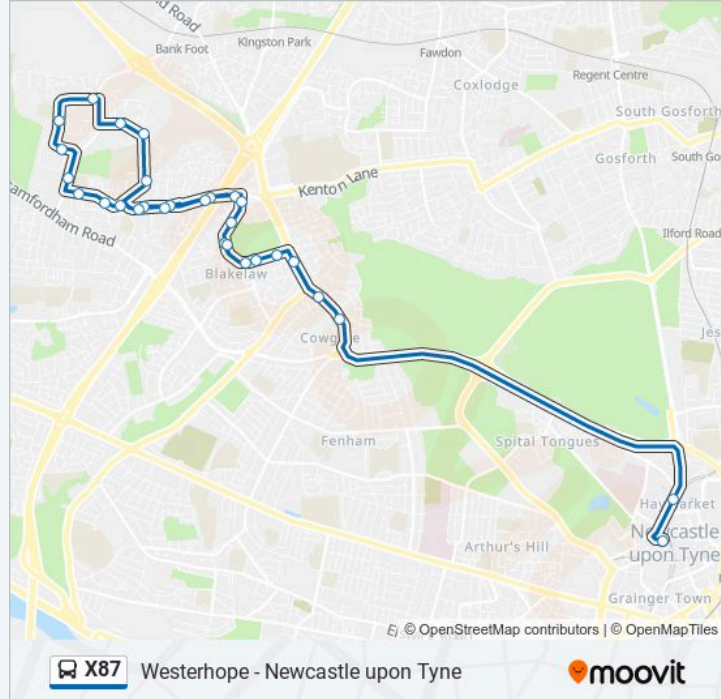 d Road
Bank Foot
Kingston Park
Fawdon
Regent Centre
Coxlodge
South Gosforth
Gosforth
South Go
Kenton Lane
amfordham Road
Ilford Road
Blakelaw
Jes
Cowg
Fenham
Spital Tongues
Haymarket
Newcastle
upon Tyne
Arthur's Hill
Grainger Town
© OpenStreetMap contributors | © OpenMapTiles
X87
Westerhope - Newcastle upon Tyne
moovit